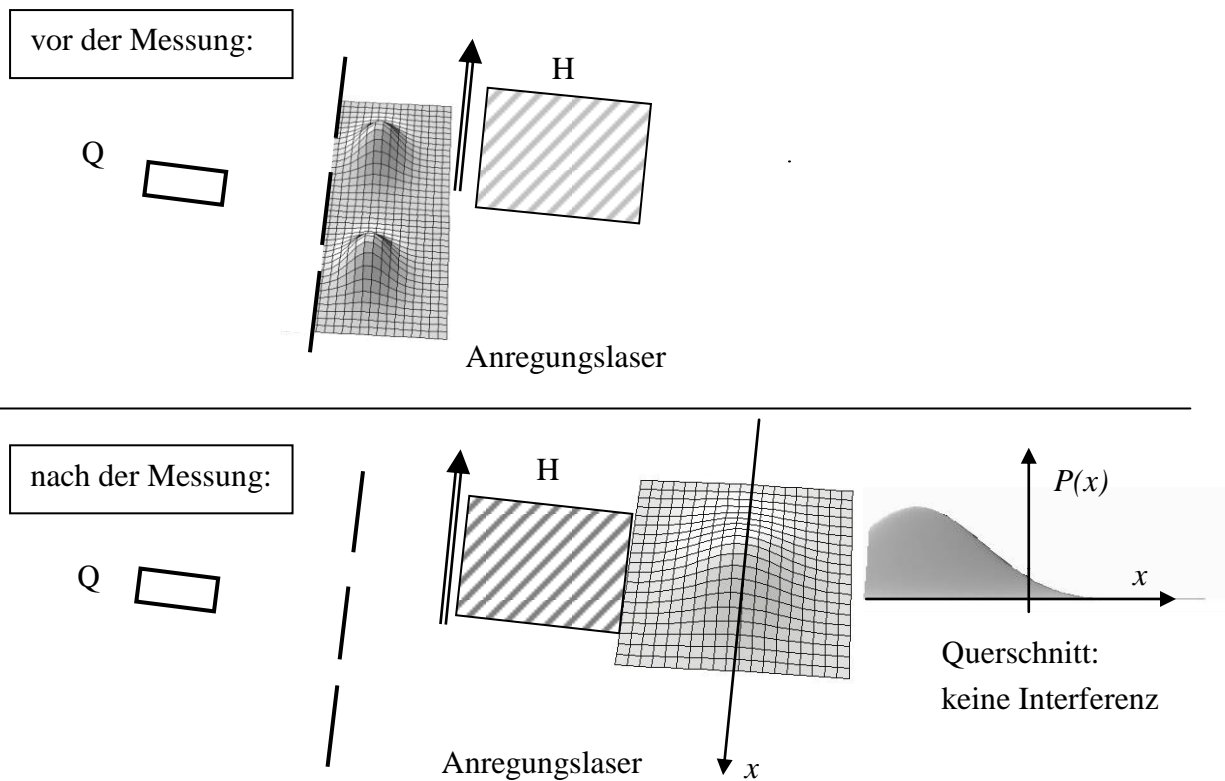 vor der Messung:
H
Q
Anregungslaser
nach der Messung:
H
P(x)
Q
x
Querschnitt:
keine Interferenz
Anregungslaser
x